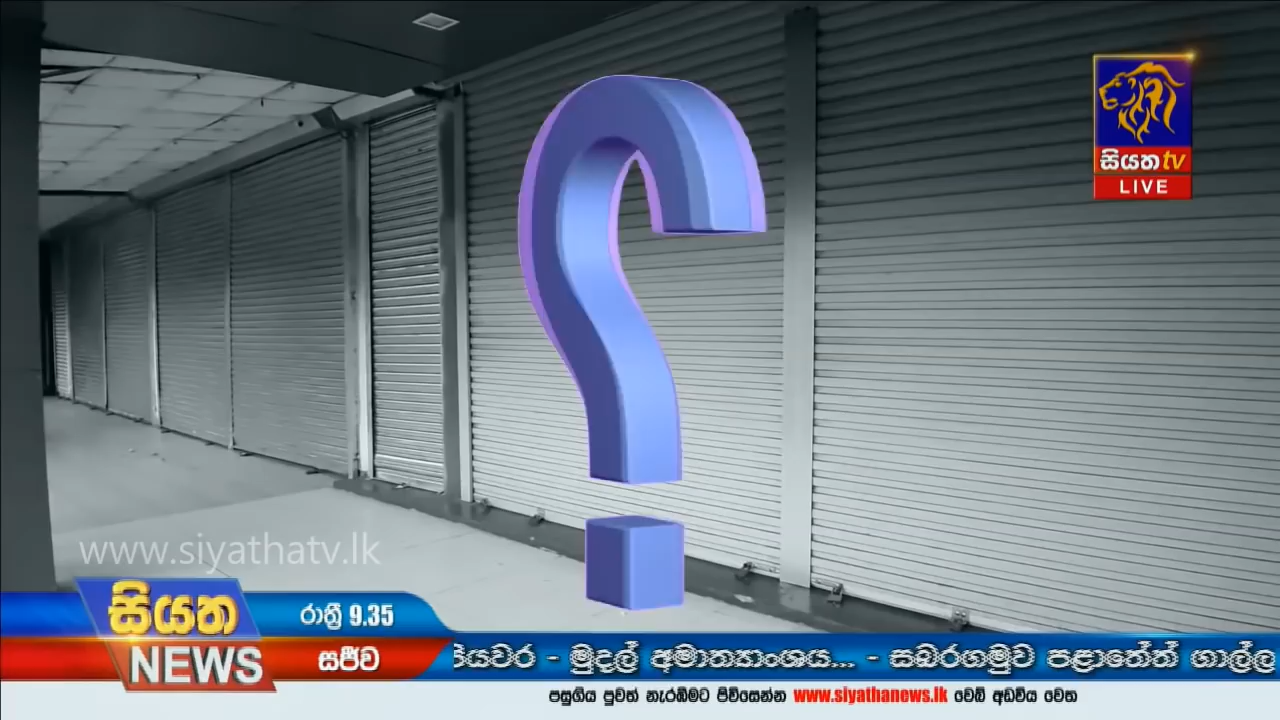 සියත tv
LIVE
www.siyathatv.lk
සියත
NEWS
රාත්‍රී 9.35
සජීව
පියවර - මුදල් අමාත්‍යාංශය... - සබරගමුව පළාතේත් ගාල්ල
පසුගිය පුවත් නැරඹීමට පිවිසෙන්න www.siyathanews.lk වෙබ් අඩවිය වෙත